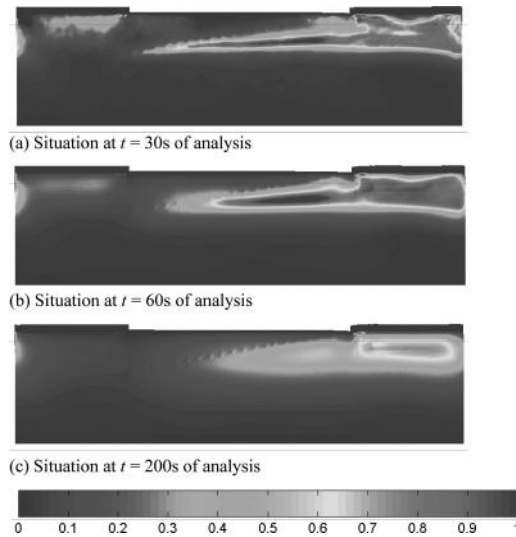 (a) Situation at t = 30s of analysis
(b) Situation at t = 60s of analysis
(c) Situation at t = 200s of analysis
0 0.1 0.2 0.3 0.4 0.5 0.6 0.7 0.8 0.9 1